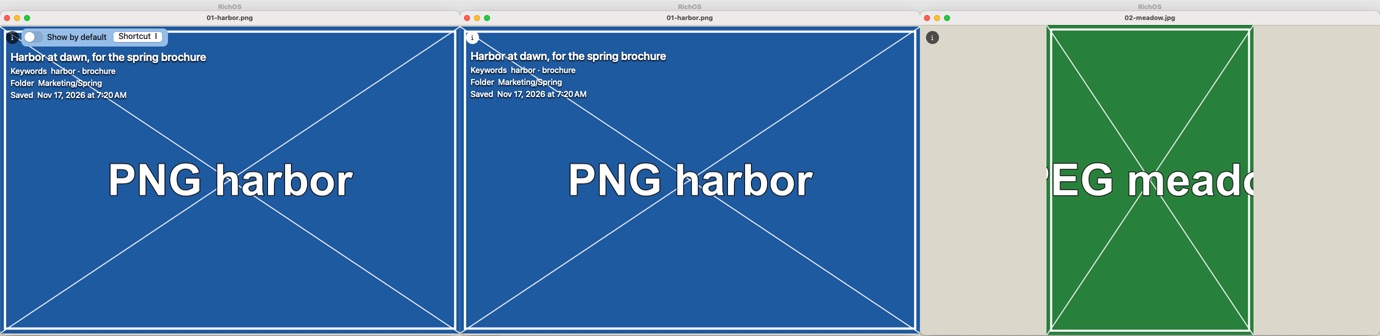 RichOS
01-harbor.png
Show by default
Shortcut I
Harbor at dawn, for the spring brochure
Keywords harbor · brochure
Folder Marketing/Spring
Saved Nov 17, 2026 at 7:20 AM
PNG harbor
RichOS
01-harbor.png
Harbor at dawn, for the spring brochure
Keywords harbor · brochure
Folder Marketing/Spring
Saved Nov 17, 2026 at 7:20 AM
PNG harbor
02-meadow.jpg
EG meado